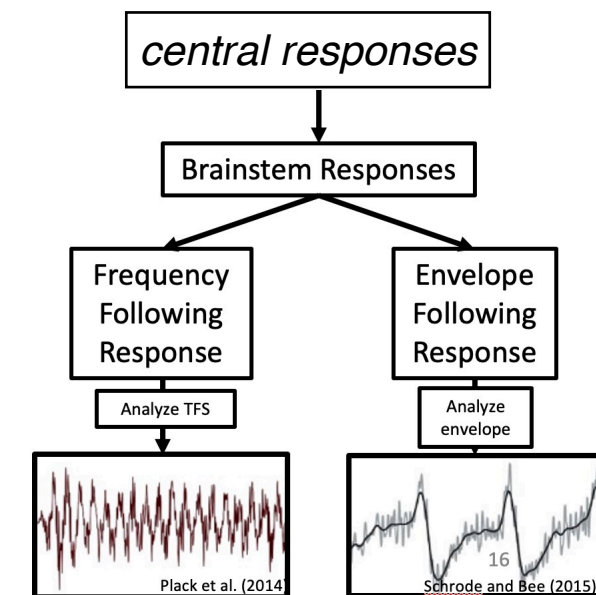 central responses
Brainstem Responses
Frequency
Following
Response
Envelope
Following
Response
Analyze TFS
Analyze
envelope
16
Plack et al. (2014)
Schrode and Bee (2015)